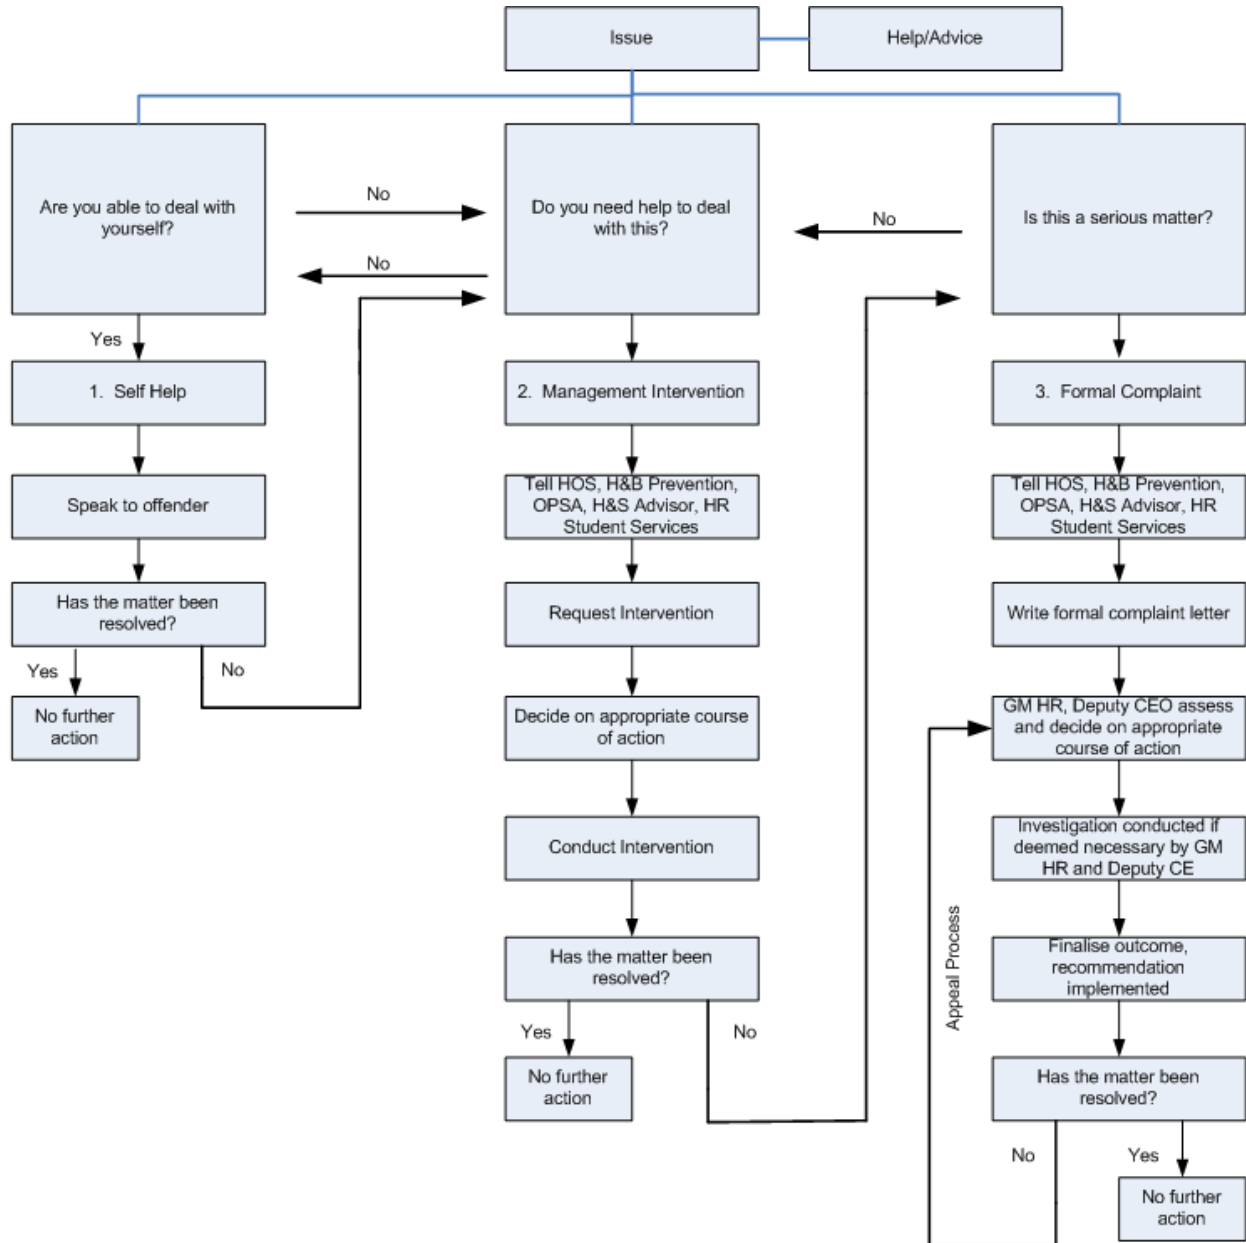 Issue
Help/Advice
Are you able to deal with
yourself?
No
No
Do you need help to deal
with this?
No
Is this a serious matter?
Yes
1. Self Help
Speak to offender
Has the matter been
resolved?
Yes
No
No further
action
2. Management Intervention
Tell HOS, H&B Prevention,
OPSA, H&S Advisor, HR
Student Services
Request Intervention
Decide on appropriate course
of action
Conduct Intervention
Has the matter been
resolved?
Yes
No
No further
action
3. Formal Complaint
Tell HOS, H&B Prevention,
OPSA, H&S Advisor, HR
Student Services
Write formal complaint letter
GM HR, Deputy CEO assess
and decide on appropriate
course of action
Investigation conducted if
deemed necessary by GM
HR and Deputy CE
Appeal Process
Finalise outcome,
recommendation
implemented
Has the matter been
resolved?
No
Yes
No further
action